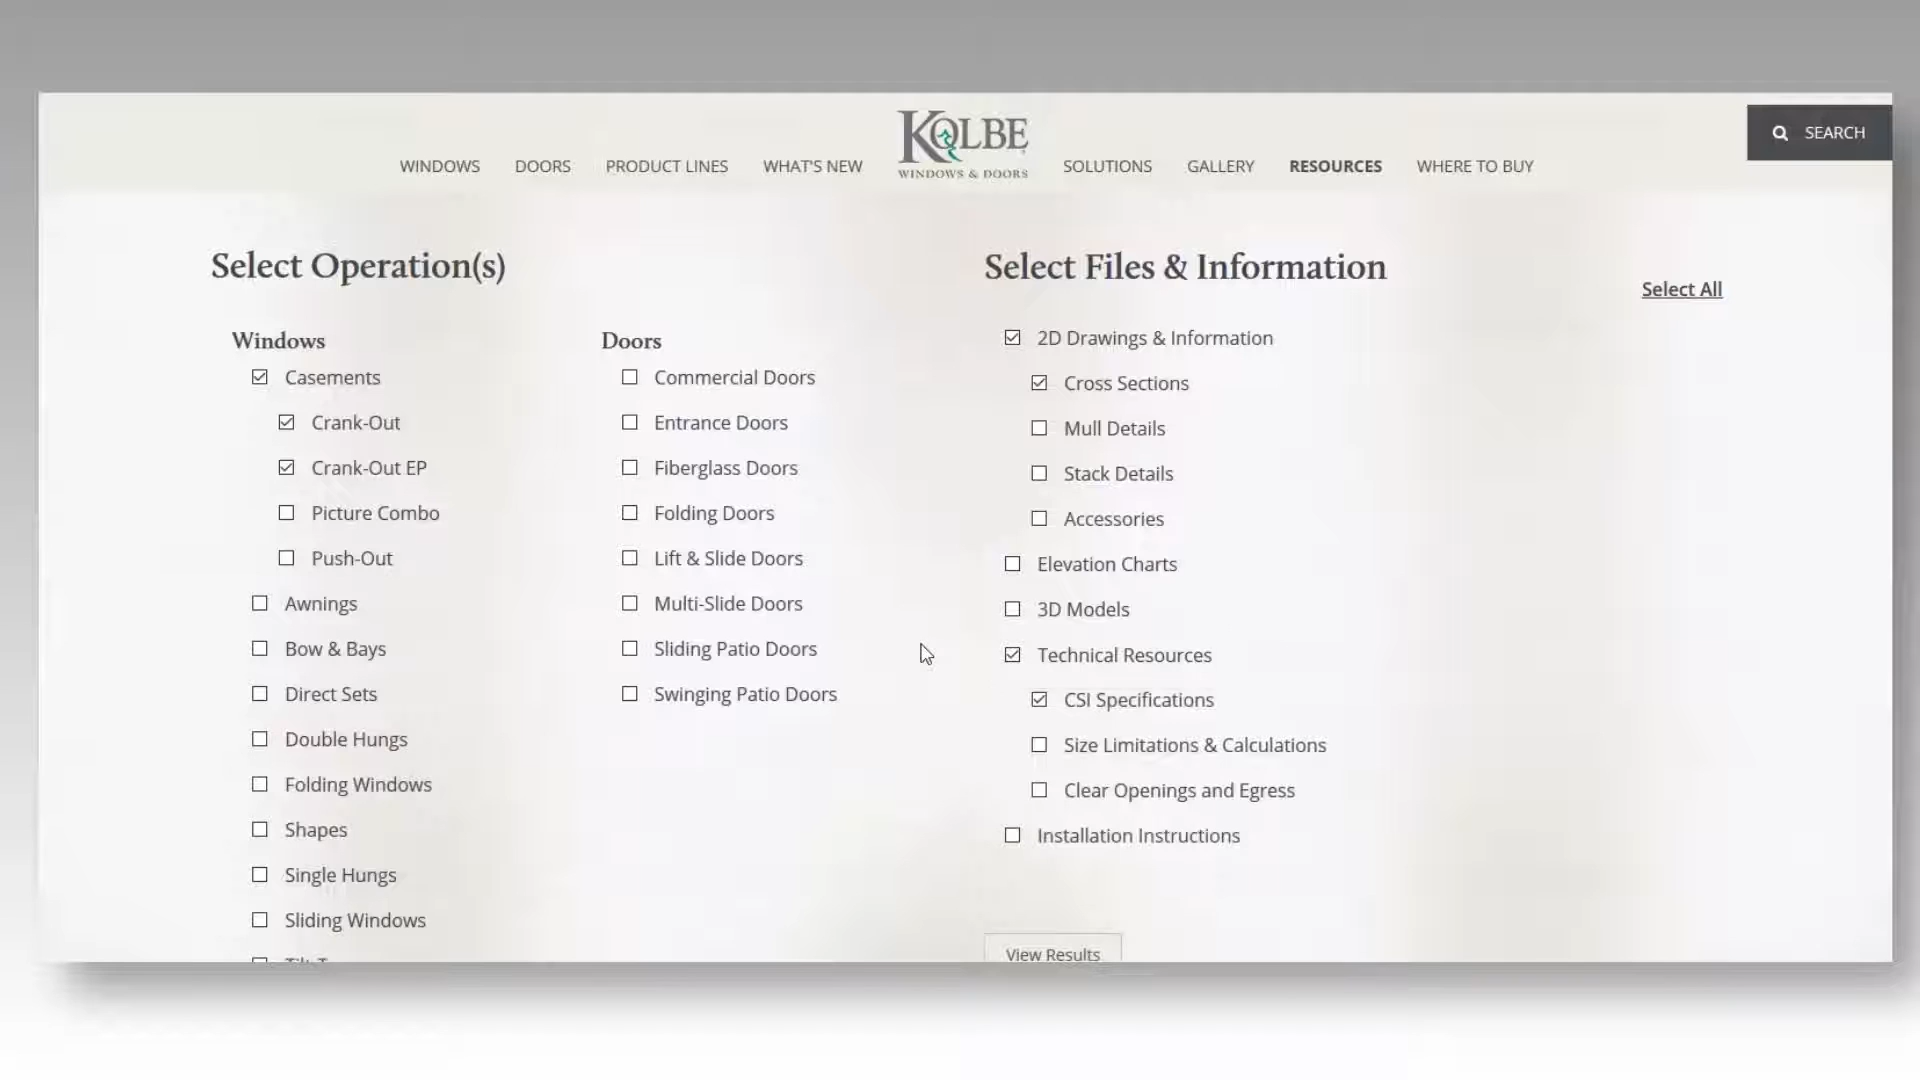 WINDOWS DOORS PRODUCT LINES WHAT'S NEW
KOLBE
WINDOWS & DOORS
SOLUTIONS GALLERY RESOURCES WHERE TO BUY
SEARCH
Select Operation(s)
Windows
Casements
Crank-Out
Crank-Out EP
Picture Combo
Push-Out
Awnings
Bow & Bays
Direct Sets
Double Hungs
Folding Windows
Shapes
Single Hungs
Sliding Windows
Doors
Commercial Doors
Entrance Doors
Fiberglass Doors
Folding Doors
Lift & Slide Doors
Multi-Slide Doors
Sliding Patio Doors
Swinging Patio Doors
Select Files & Information
Select All
2D Drawings & Information
Cross Sections
Mull Details
Stack Details
Accessories
Elevation Charts
3D Models
Technical Resources
CSI Specifications
Size Limitations & Calculations
Clear Openings and Egress
Installation Instructions
View Results